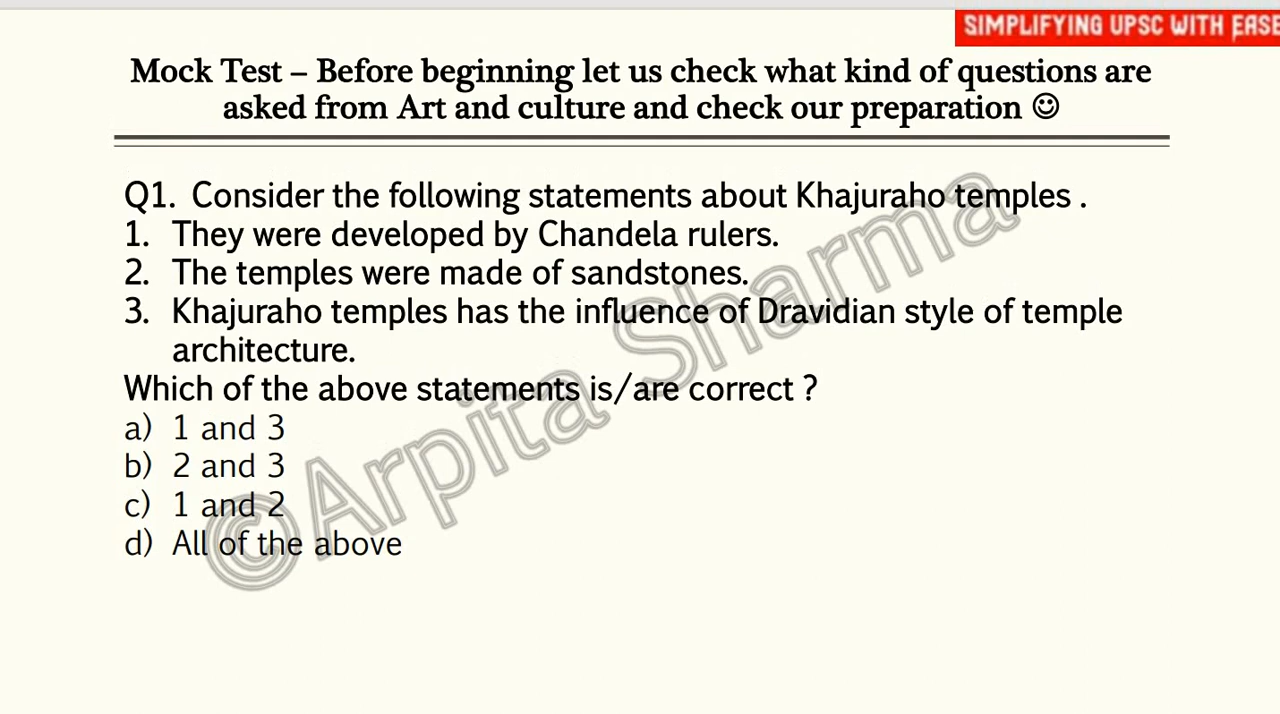 SIMPLIFYING UPSC WITH EASE
Mock Test – Before beginning let us check what kind of questions are
asked from Art and culture and check our preparation ☺
Q1. Consider the following statements about Khajuraho temples .
1. They were developed by Chandela rulers.
2. The temples were made of sandstones.
3. Khajuraho temples has the influence of Dravidian style of temple
architecture.
Which of the above statements is/are correct ?
a) 1 and 3
b) 2 and 3
c) 1 and 2
d) All of the above
©Arpita Sharma